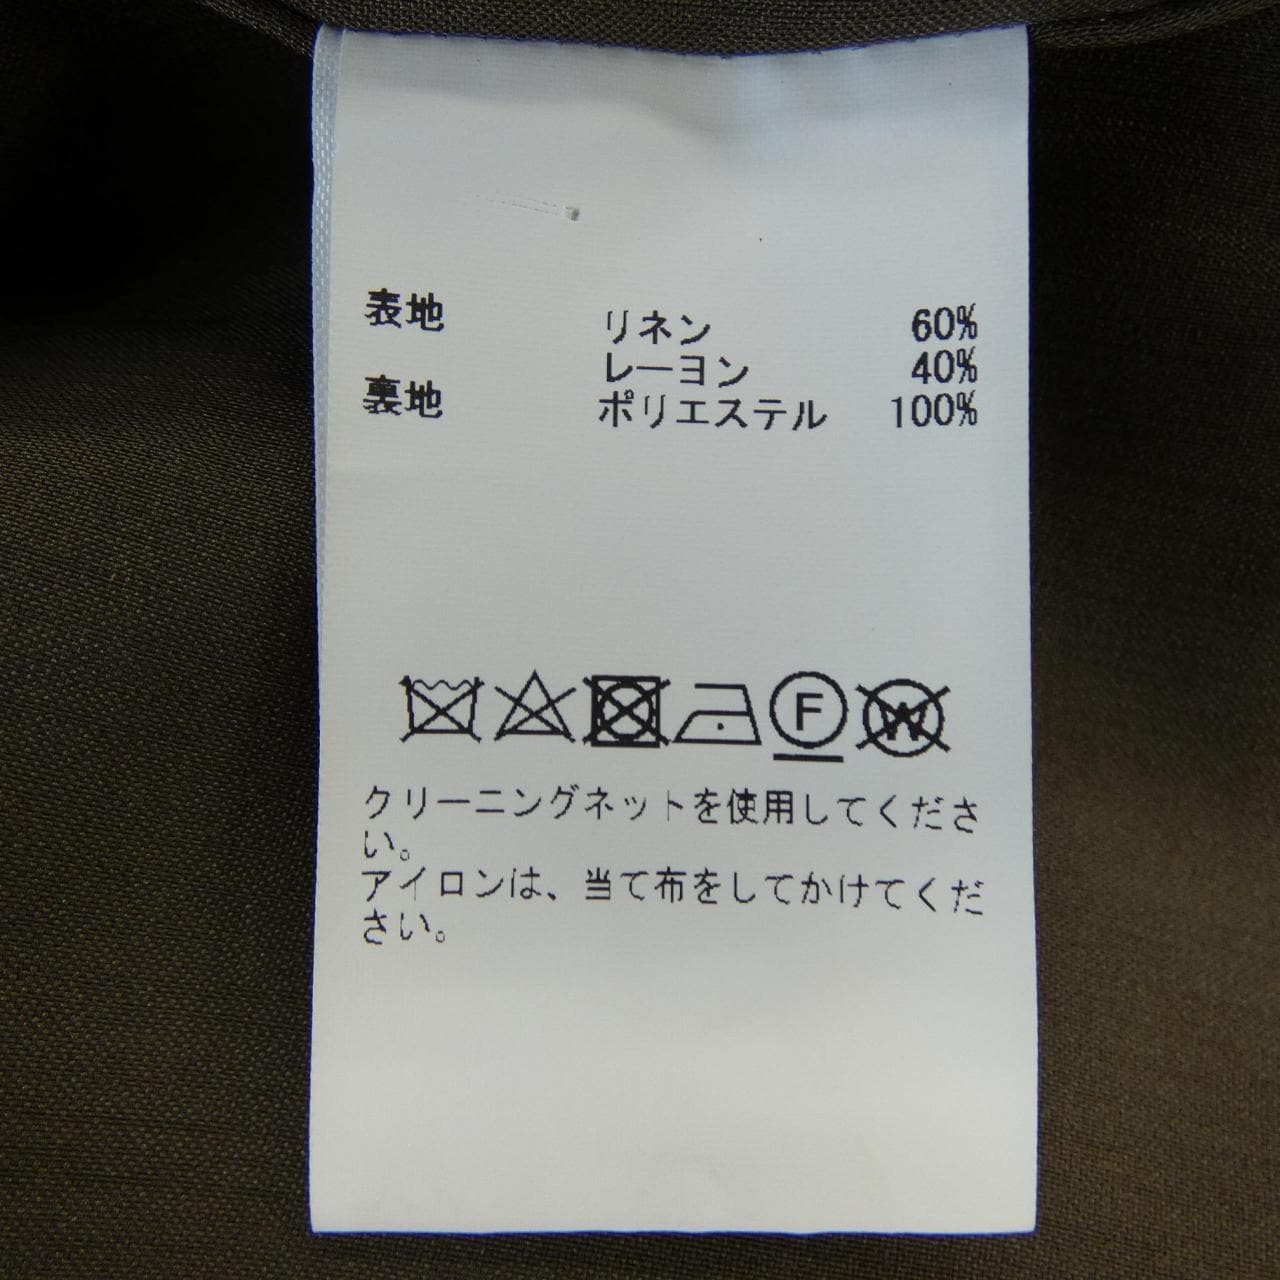 表地 リネン 60%
レーヨン 40%
裏地 ポリエステル 100%
F W
クリーニングネットを使用してくださ
い。
アイロンは、当て布をしてかけてくだ
さい。